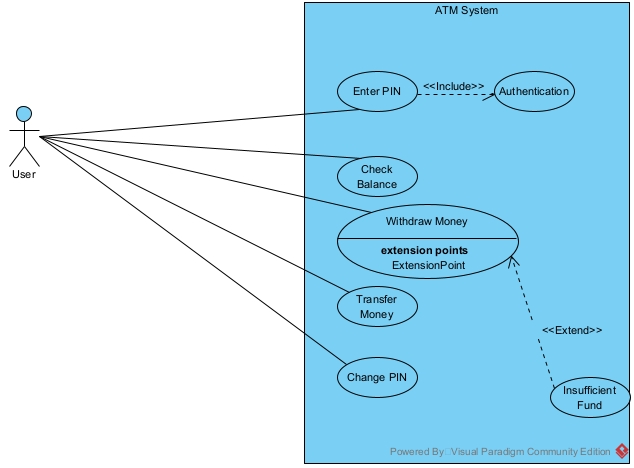 ATM System
Enter PIN
<<Include>>
Authentication
User
Check
Balance
Withdraw Money
extension points
ExtensionPoint
Transfer
Money
<<Extend>>
Change PIN
Insufficient
Fund
Powered By: Visual Paradigm Community Edition